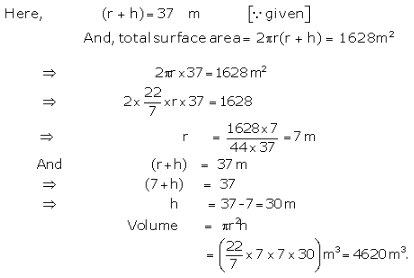 Here, (r + h) = 37 m [∵ given]
And, total surface area = 2πr(r + h) = 1628m²
⇒ 2πr × 37 = 1628 m²
⇒ 2 × 22/7 × r × 37 = 1628
⇒ r = 1628 × 7 / 44 × 37 = 7 m
And (r+h) = 37 m
⇒ (7+h) = 37
⇒ h = 37 - 7 = 30 m
Volume = πr²h
= (22/7 × 7 × 7 × 30) m³ = 4620 m³.